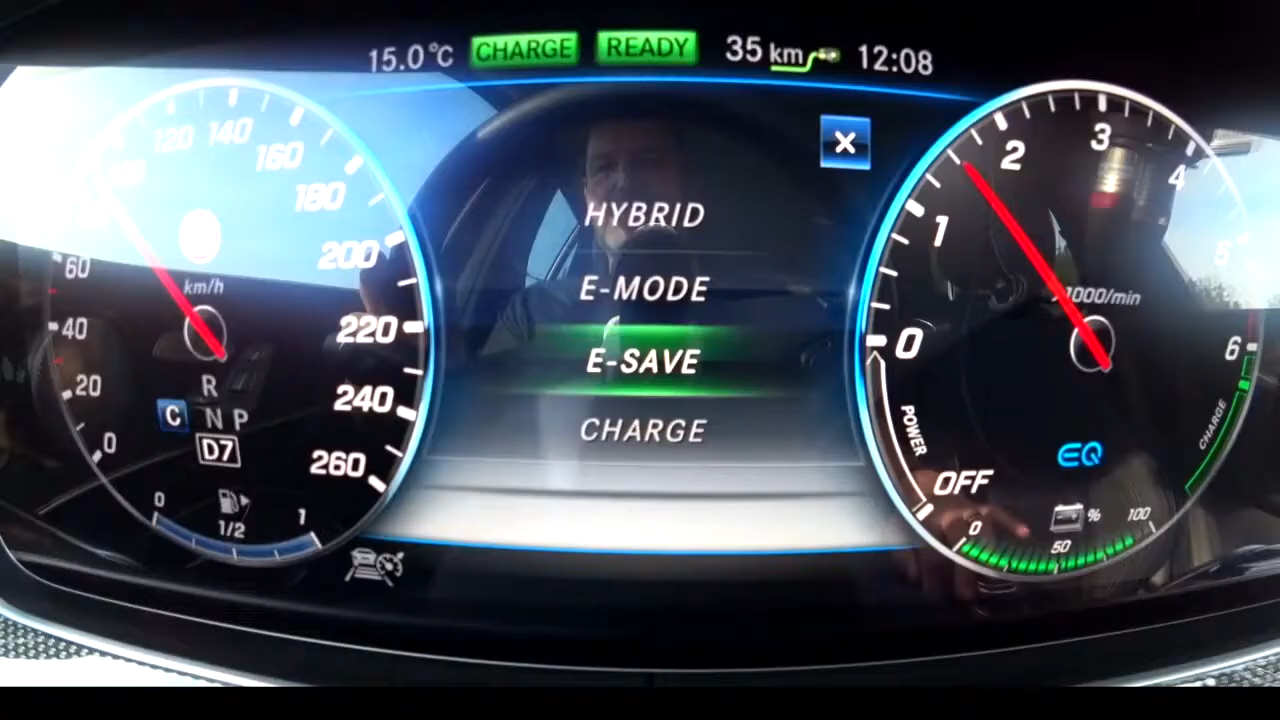 15.0°C CHARGE READY 35 km 12:08
120 140
160
180
200
220
240
260
60
40
20
0
km/h
R
C N P
D7
0 1/2 1
HYBRID
E-MODE
E-SAVE
CHARGE
0
1
2
3
4
5
6
x1000/min
POWER
OFF
CHARGE
EQ
%
0 50 100